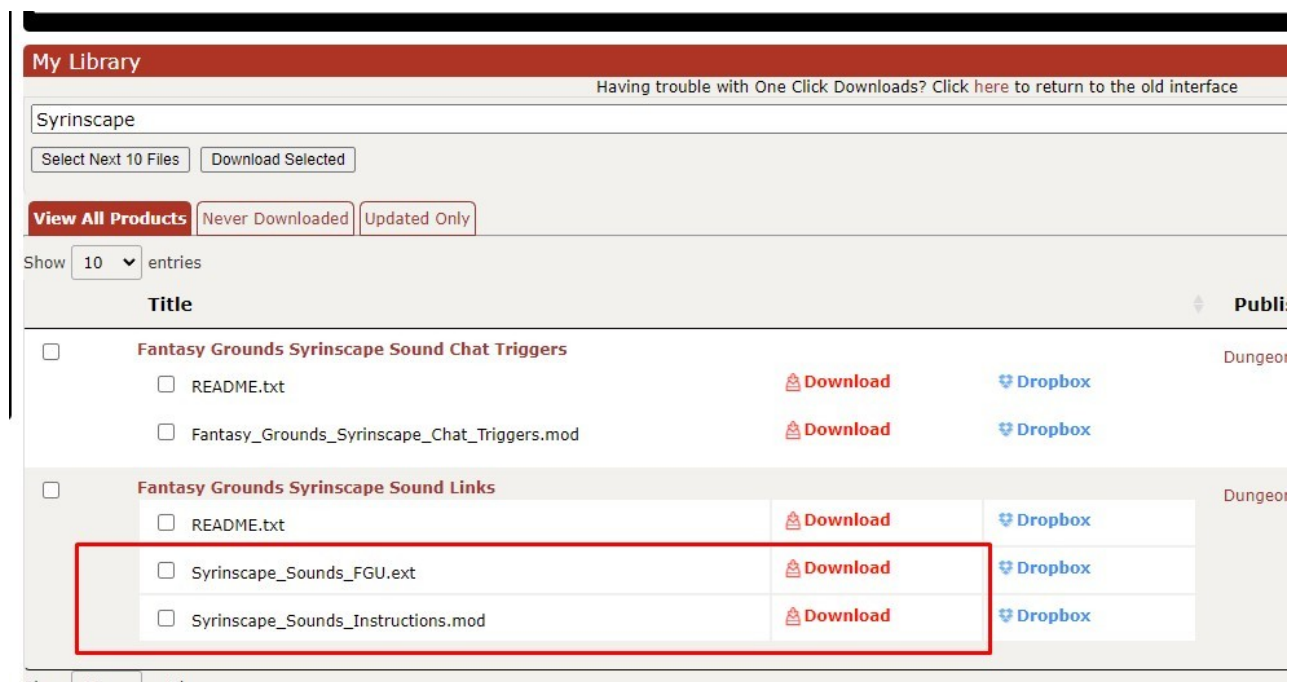 My Library
Having trouble with One Click Downloads? Click here to return to the old interface
Syrinscape
Select Next 10 Files Download Selected
View All Products Never Downloaded Updated Only
Show 10 entries
Title
Fantasy Grounds Syrinscape Sound Chat Triggers
README.txt Download Dropbox
Fantasy_Grounds_Syrinscape_Chat_Triggers.mod Download Dropbox
Fantasy Grounds Syrinscape Sound Links
README.txt Download Dropbox
Syrinscape_Sounds_FGU.ext Download Dropbox
Syrinscape_Sounds_Instructions.mod Download Dropbox